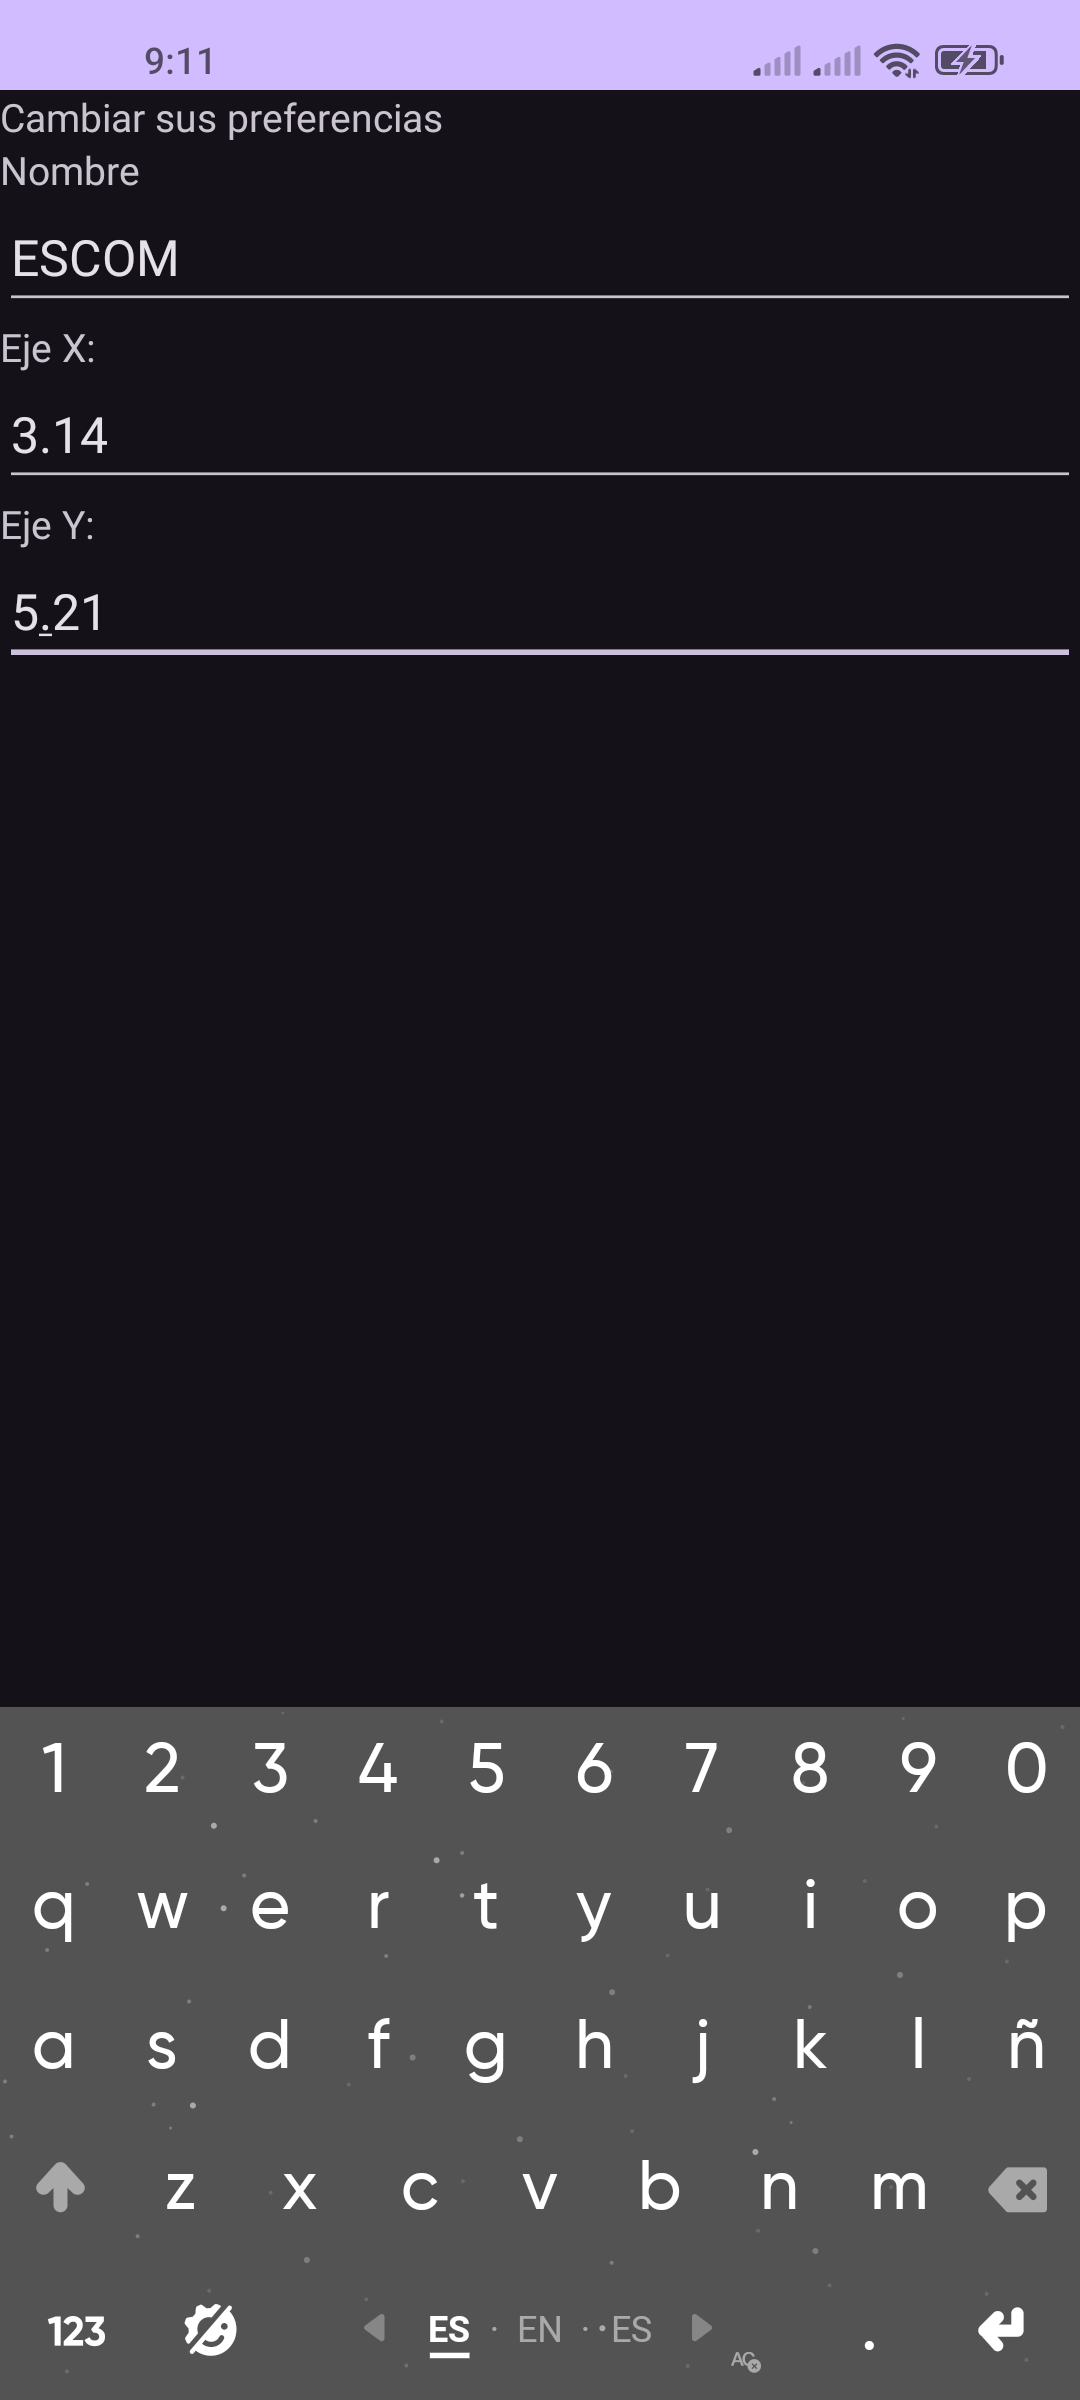 9:11
Cambiar sus preferencias
Nombre
ESCOM
Eje X:
3.14
Eje Y:
5.21
1 2 3 4 5 6 7 8 9 0
q w e r t y u i o p
a s d f g h j k l ñ
z x c v b n m
123 ES · EN · · ES .
AC